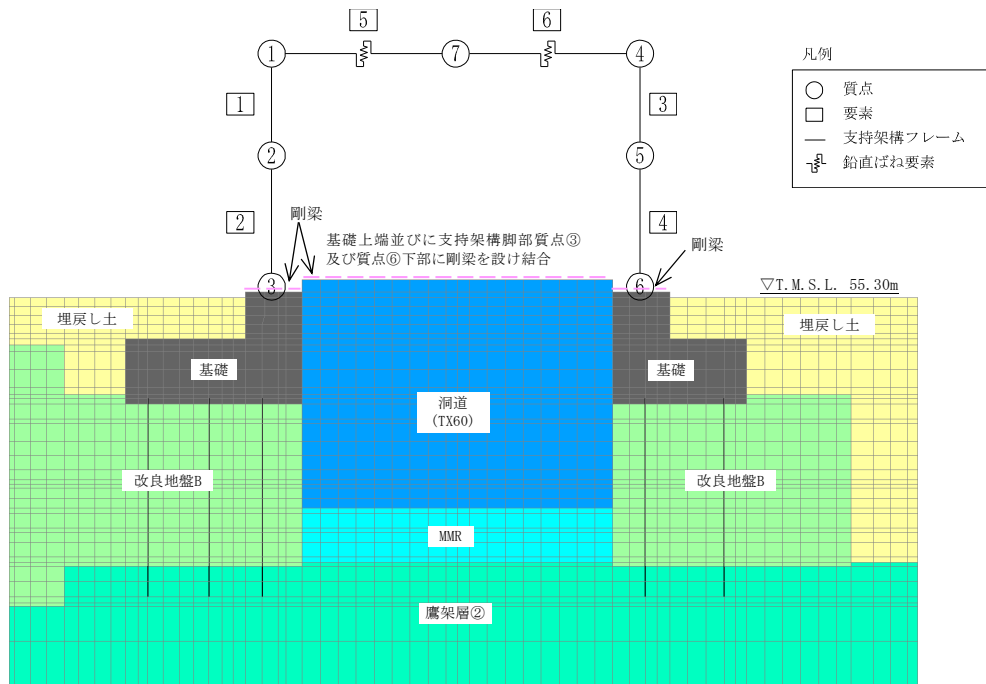 5
6
1
7
4
凡例
1
3
質点
要素
2
5
支持架構フレーム
鉛直ばね要素
2
4
剛梁
基礎上端並びに支持架構脚部質点③
及び質点⑥下部に剛梁を設け結合
剛梁
3
6
▽T.M.S.L. 55.30m
埋戻し土
埋戻し土
基礎
基礎
洞道
(TX60)
改良地盤B
改良地盤B
MMR
鷹架層②